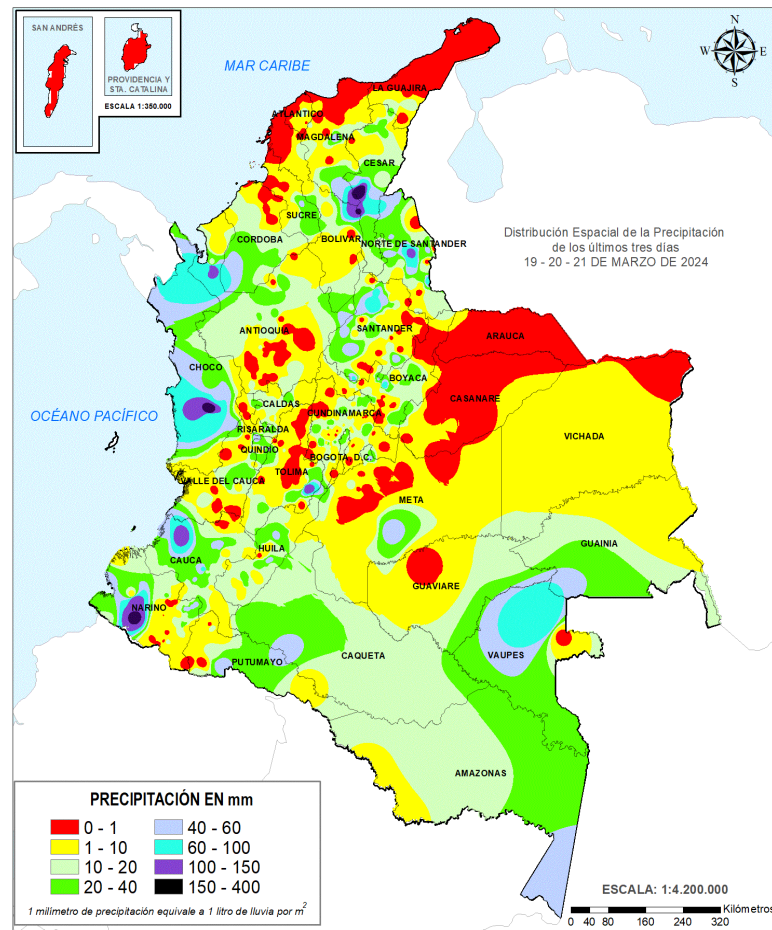 SAN ANDRÉS
PROVIDENCIA Y
STA. CATALINA
ESCALA 1:350.000
MAR CARIBE
N
W
E
S
LA GUAJIRA
ATLANTICO
MAGDALENA
CESAR
SUCRE
CORDOBA
BOLIVAR
NORTE DE SANTANDER
Distribución Espacial de la Precipitación
de los últimos tres días
19 - 20 - 21 DE MARZO DE 2024
ANTIOQUIA
SANTANDER
ARAUCA
CHOCO
BOYACA
CASANARE
OCÉANO PACÍFICO
CALDAS
CUNDINAMARCA
RISARALDA
VICHADA
QUINDIO
BOGOTA, D.C.
TOLIMA
VALLE DEL CAUCA
META
GUAINIA
HUILA
CAUCA
GUAVIARE
NARIÑO
CAQUETA
VAUPES
PUTUMAYO
AMAZONAS
PRECIPITACIÓN EN mm
0 - 1
40 - 60
1 - 10
60 - 100
10 - 20
100 - 150
20 - 40
150 - 400
1 milímetro de precipitación equivale a 1 litro de lluvia por m²
ESCALA: 1:4.200.000
Kilómetros
0 40 80 160 240 320